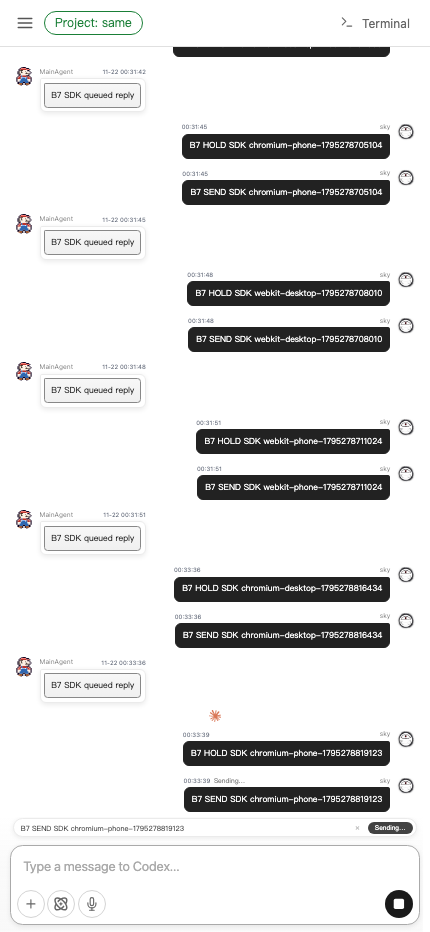 Project: same
Terminal
MainAgent 11-22 00:31:42
B7 SDK queued reply
00:31:45 sky
B7 HOLD SDK chromium-phone-1795278705104
00:31:45 sky
B7 SEND SDK chromium-phone-1795278705104
MainAgent 11-22 00:31:45
B7 SDK queued reply
00:31:48 sky
B7 HOLD SDK webkit-desktop-1795278708010
00:31:48 sky
B7 SEND SDK webkit-desktop-1795278708010
MainAgent 11-22 00:31:48
B7 SDK queued reply
00:31:51 sky
B7 HOLD SDK webkit-phone-1795278711024
00:31:51 sky
B7 SEND SDK webkit-phone-1795278711024
MainAgent 11-22 00:31:51
B7 SDK queued reply
00:33:36 sky
B7 HOLD SDK chromium-desktop-1795278816434
00:33:36 sky
B7 SEND SDK chromium-desktop-1795278816434
MainAgent 11-22 00:33:36
B7 SDK queued reply
00:33:39 sky
B7 HOLD SDK chromium-phone-1795278819123
00:33:39 Sending... sky
B7 SEND SDK chromium-phone-1795278819123
B7 SEND SDK chromium-phone-1795278819123 × Sending...
Type a message to Codex...